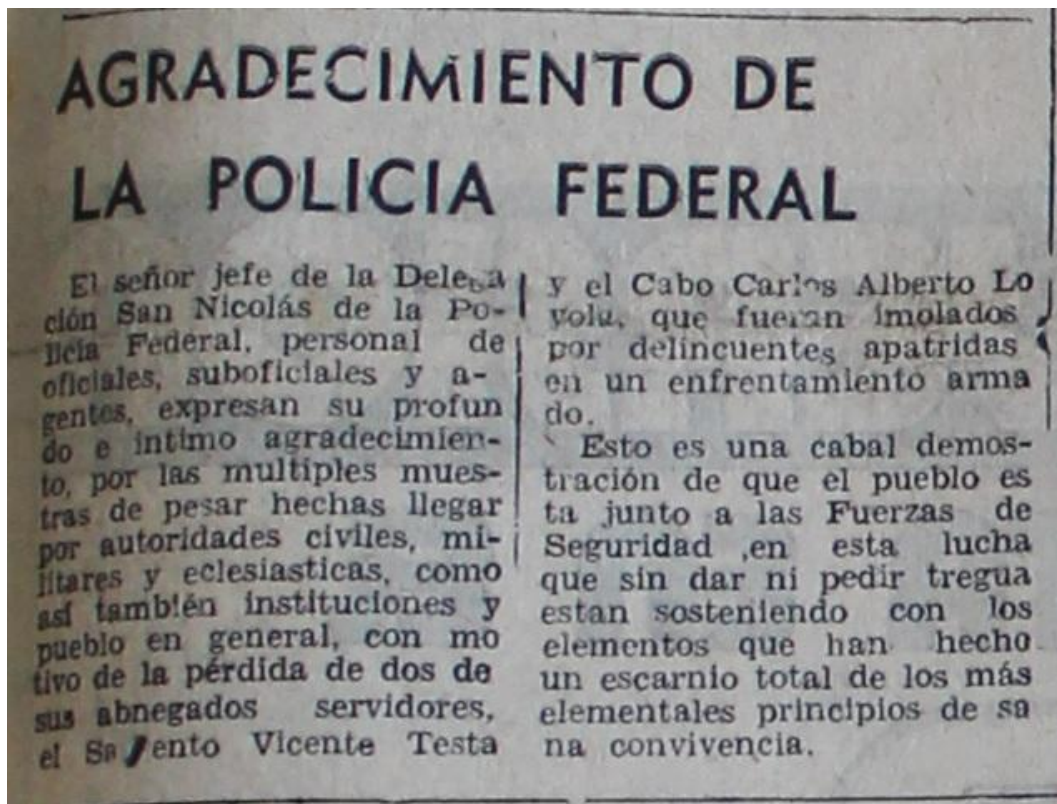 AGRADECIMIENTO DE
LA POLICIA FEDERAL
El señor jefe de la Delega
ción San Nicolás de la Po-
licía Federal, personal de
oficiales, suboficiales y a-
gentes, expresan su profun
do e íntimo agradecimien-
to, por las multiples mues-
tras de pesar hechas llegar
por autoridades civiles, mi-
litares y eclesiasticas, como
así también instituciones y
pueblo en general, con mo
tivo de la pérdida de dos de
sus abnegados servidores,
el Sargento Vicente Testa
y el Cabo Carlos Alberto Lo
yola, que fueran imolados
por delincuentes apatridas
en un enfrentamiento arma
do.
Esto es una cabal demos-
tración de que el pueblo es
ta junto a las Fuerzas de
Seguridad ,en esta lucha
que sin dar ni pedir tregua
estan sosteniendo con los
elementos que han hecho
un escarnio total de los más
elementales principios de sa
na convivencia.